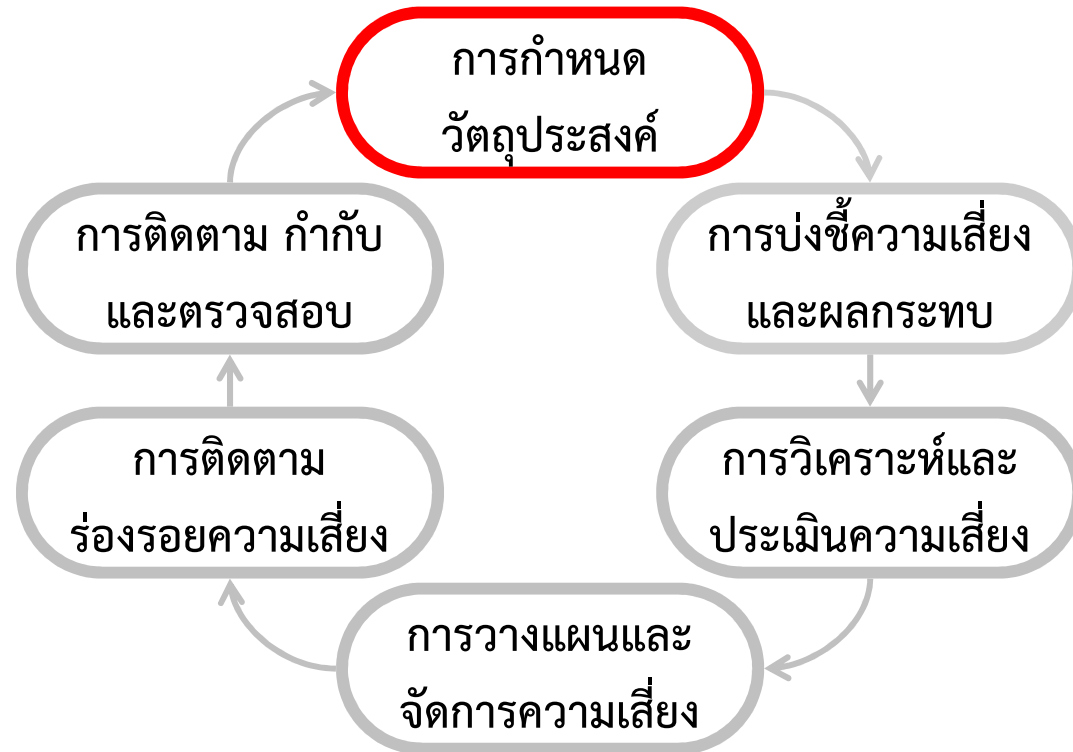 การกำหนด
วัตถุประสงค์
การบ่งชี้ความเสี่ยง
และผลกระทบ
การวิเคราะห์และ
ประเมินความเสี่ยง
การวางแผนและ
จัดการความเสี่ยง
การติดตาม
ร่องรอยความเสี่ยง
การติดตาม กำกับ
และตรวจสอบ